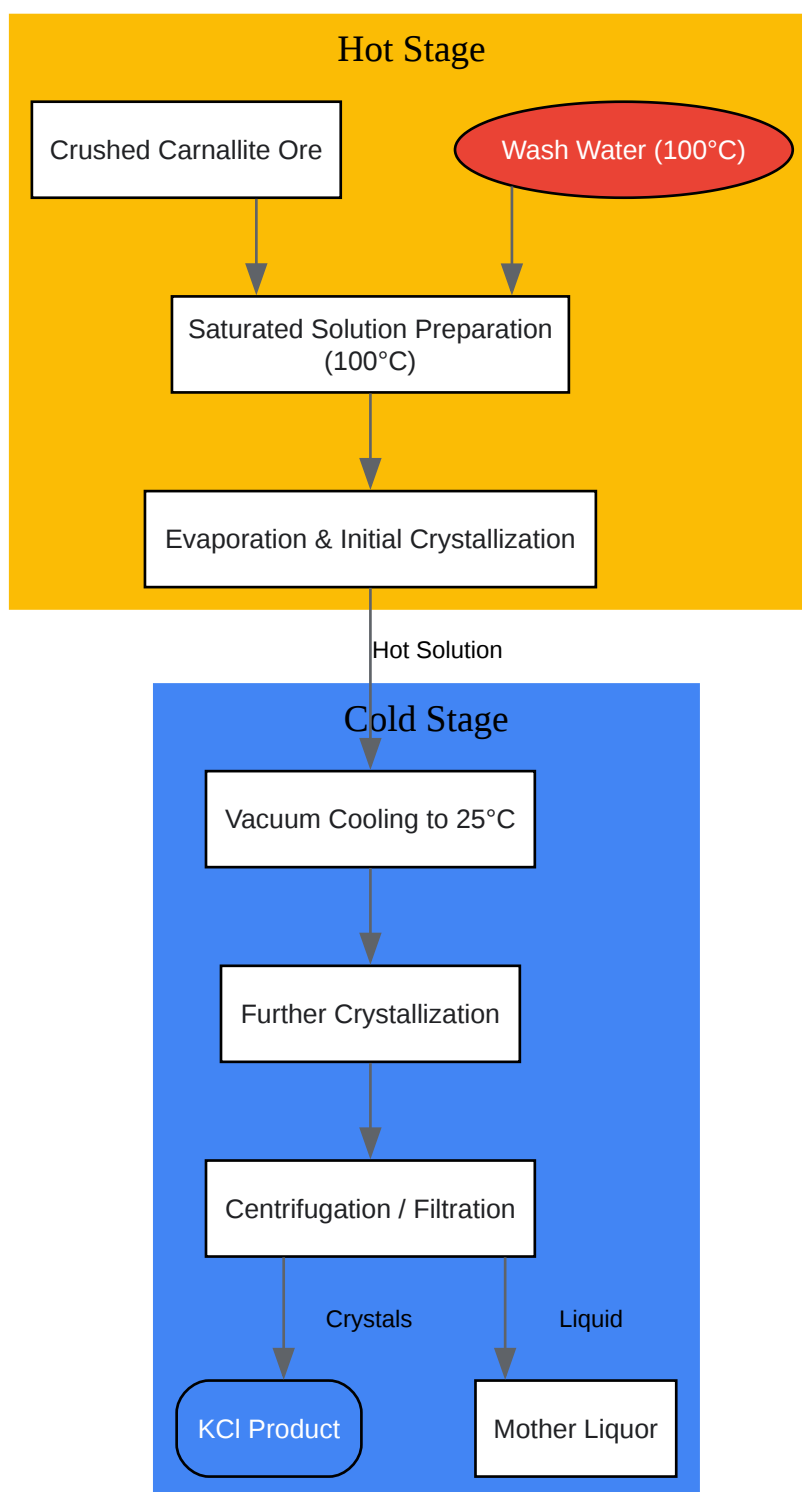 Hot Stage
Crushed Carnallite Ore
Wash Water (100°C)
Saturated Solution Preparation
(100°C)
Evaporation & Initial Crystallization
Hot Solution
Cold Stage
Vacuum Cooling to 25°C
Further Crystallization
Centrifugation / Filtration
Crystals
Liquid
KCl Product
Mother Liquor